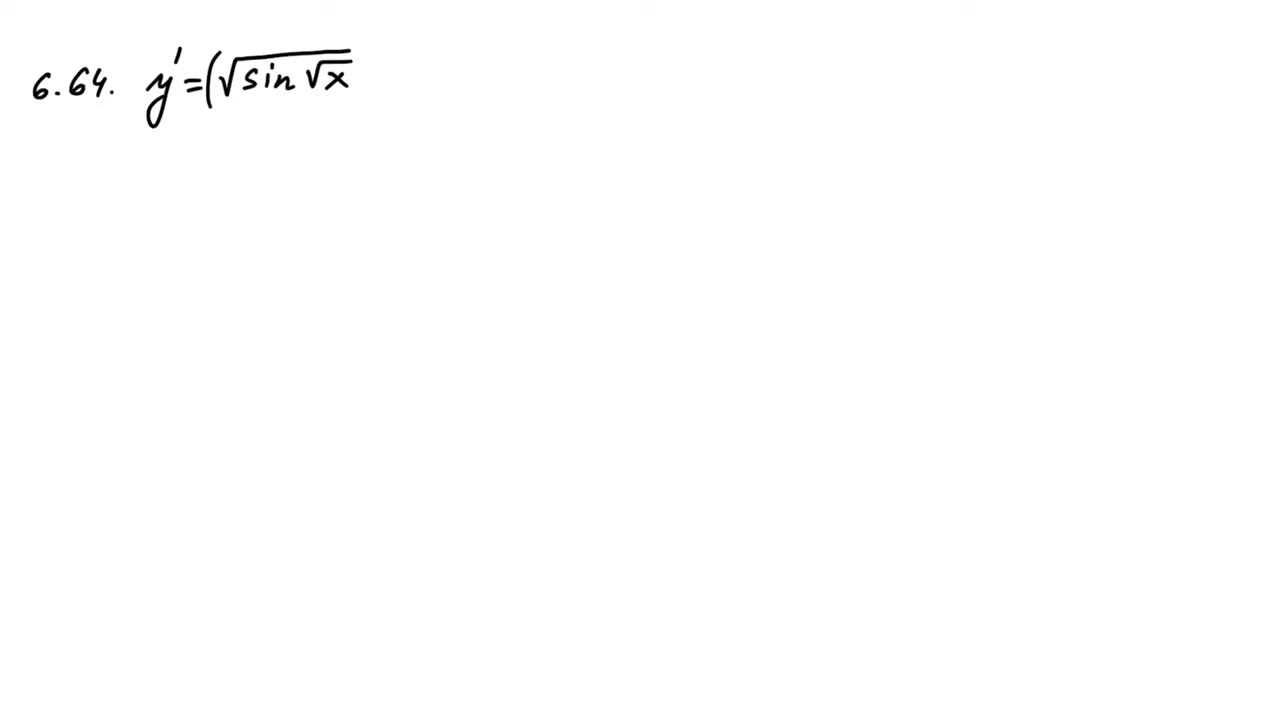 6.64. y' = (√sin √x